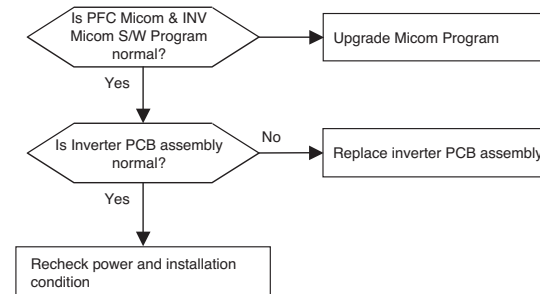 Is PFC Micom & INV
Micom S/W Program
normal?
Upgrade Micom Program
Yes
Is Inverter PCB assembly
normal?
No
Replace inverter PCB assembly
Yes
Recheck power and installation
condition